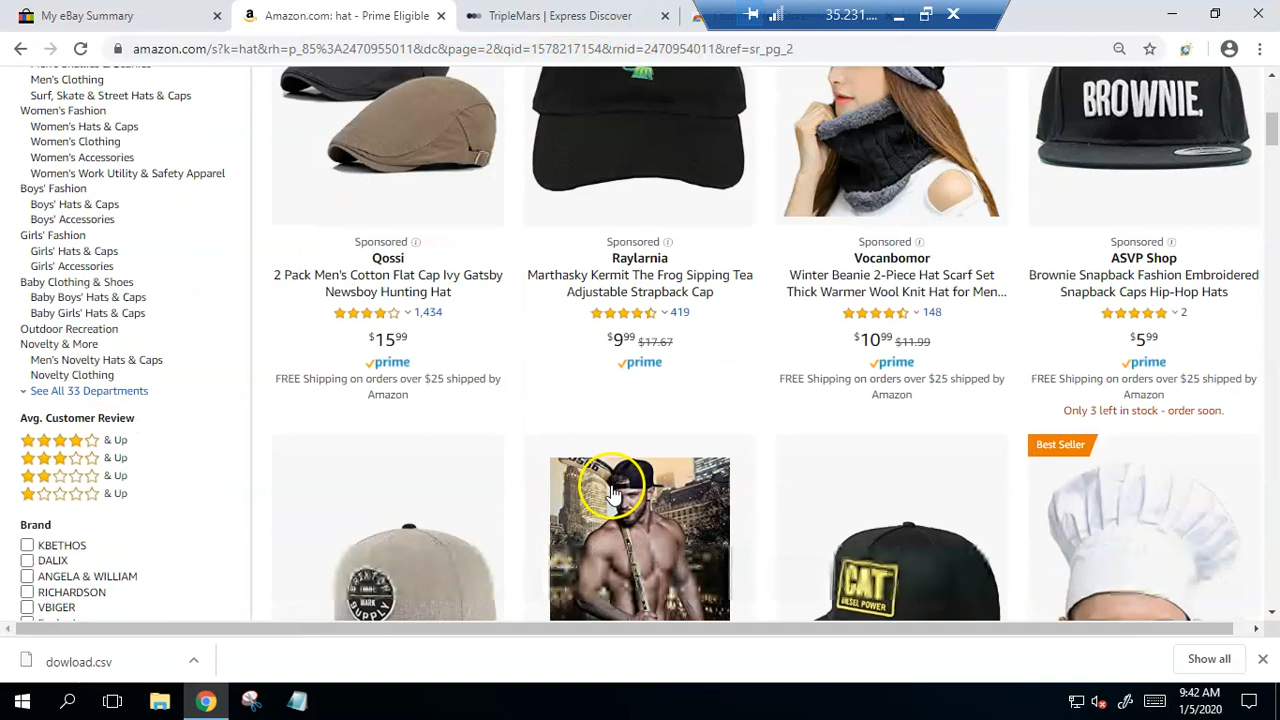 My eBay Summary
Amazon.com: hat - Prime Eligible
TripleMars | Express Discover
35.231....
amazon.com/s?k=hat&rh=p_85%3A2470955011&dc&page=2&qid=1578217154&rnid=2470954011&ref=sr_pg_2
Men's Clothing
Surf, Skate & Street Hats & Caps
Women's Fashion
Women's Hats & Caps
Women's Clothing
Women's Accessories
Women's Work Utility & Safety Apparel
Boys' Fashion
Boys' Hats & Caps
Boys' Accessories
Girls' Fashion
Girls' Hats & Caps
Girls' Accessories
Baby Clothing & Shoes
Baby Boys' Hats & Caps
Baby Girls' Hats & Caps
Outdoor Recreation
Novelty & More
Men's Novelty Hats & Caps
Novelty Clothing
See All 33 Departments
Avg. Customer Review
& Up
& Up
& Up
& Up
Brand
KBETHOS
DALIX
ANGELA & WILLIAM
RICHARDSON
VBIGER
Sponsored
Qossi
2 Pack Men's Cotton Flat Cap Ivy Gatsby
Newsboy Hunting Hat
1,434
$15.99
prime
FREE Shipping on orders over $25 shipped by
Amazon
Sponsored
Raylarnia
Marthasky Kermit The Frog Sipping Tea
Adjustable Strapback Cap
419
$9.99 $17.67
prime
Sponsored
Vocanbomor
Winter Beanie 2-Piece Hat Scarf Set
Thick Warmer Wool Knit Hat for Men...
148
$10.99 $11.99
prime
FREE Shipping on orders over $25 shipped by
Amazon
BROWNIE.
Sponsored
ASVP Shop
Brownie Snapback Fashion Embroidered
Snapback Caps Hip-Hop Hats
2
$5.99
prime
FREE Shipping on orders over $25 shipped by
Amazon
Only 3 left in stock - order soon.
BRIXTON
MARK
SUPPLY
CAT
DIESEL POWER
Best Seller
dowload.csv
Show all
9:42 AM
1/5/2020